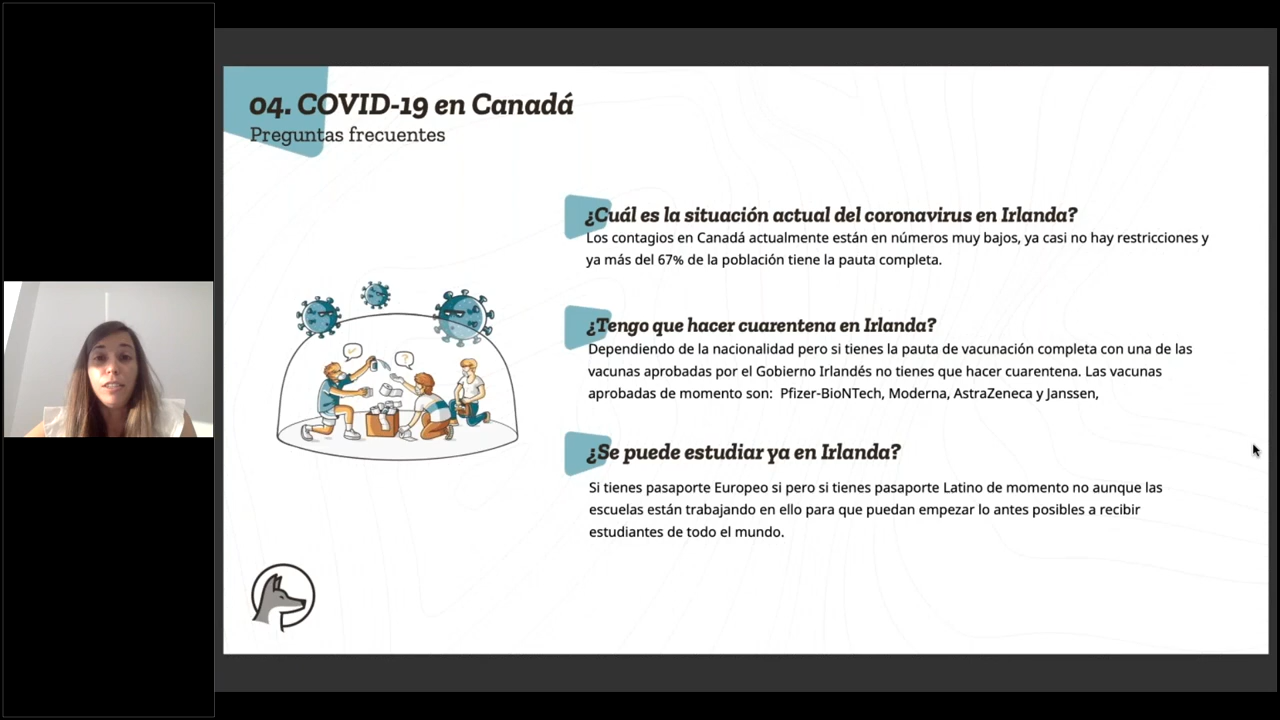 04. COVID-19 en Canadá
Preguntas frecuentes
¿Cuál es la situación actual del coronavirus en Irlanda?
Los contagios en Canadá actualmente están en números muy bajos, ya casi no hay restricciones y
ya más del 67% de la población tiene la pauta completa.
¿Tengo que hacer cuarentena en Irlanda?
Dependiendo de la nacionalidad pero si tienes la pauta de vacunación completa con una de las
vacunas aprobadas por el Gobierno Irlandés no tienes que hacer cuarentena. Las vacunas
aprobadas de momento son: Pfizer-BioNTech, Moderna, AstraZeneca y Janssen,
¿Se puede estudiar ya en Irlanda?
Si tienes pasaporte Europeo si pero si tienes pasaporte Latino de momento no aunque las
escuelas están trabajando en ello para que puedan empezar lo antes posibles a recibir
estudiantes de todo el mundo.